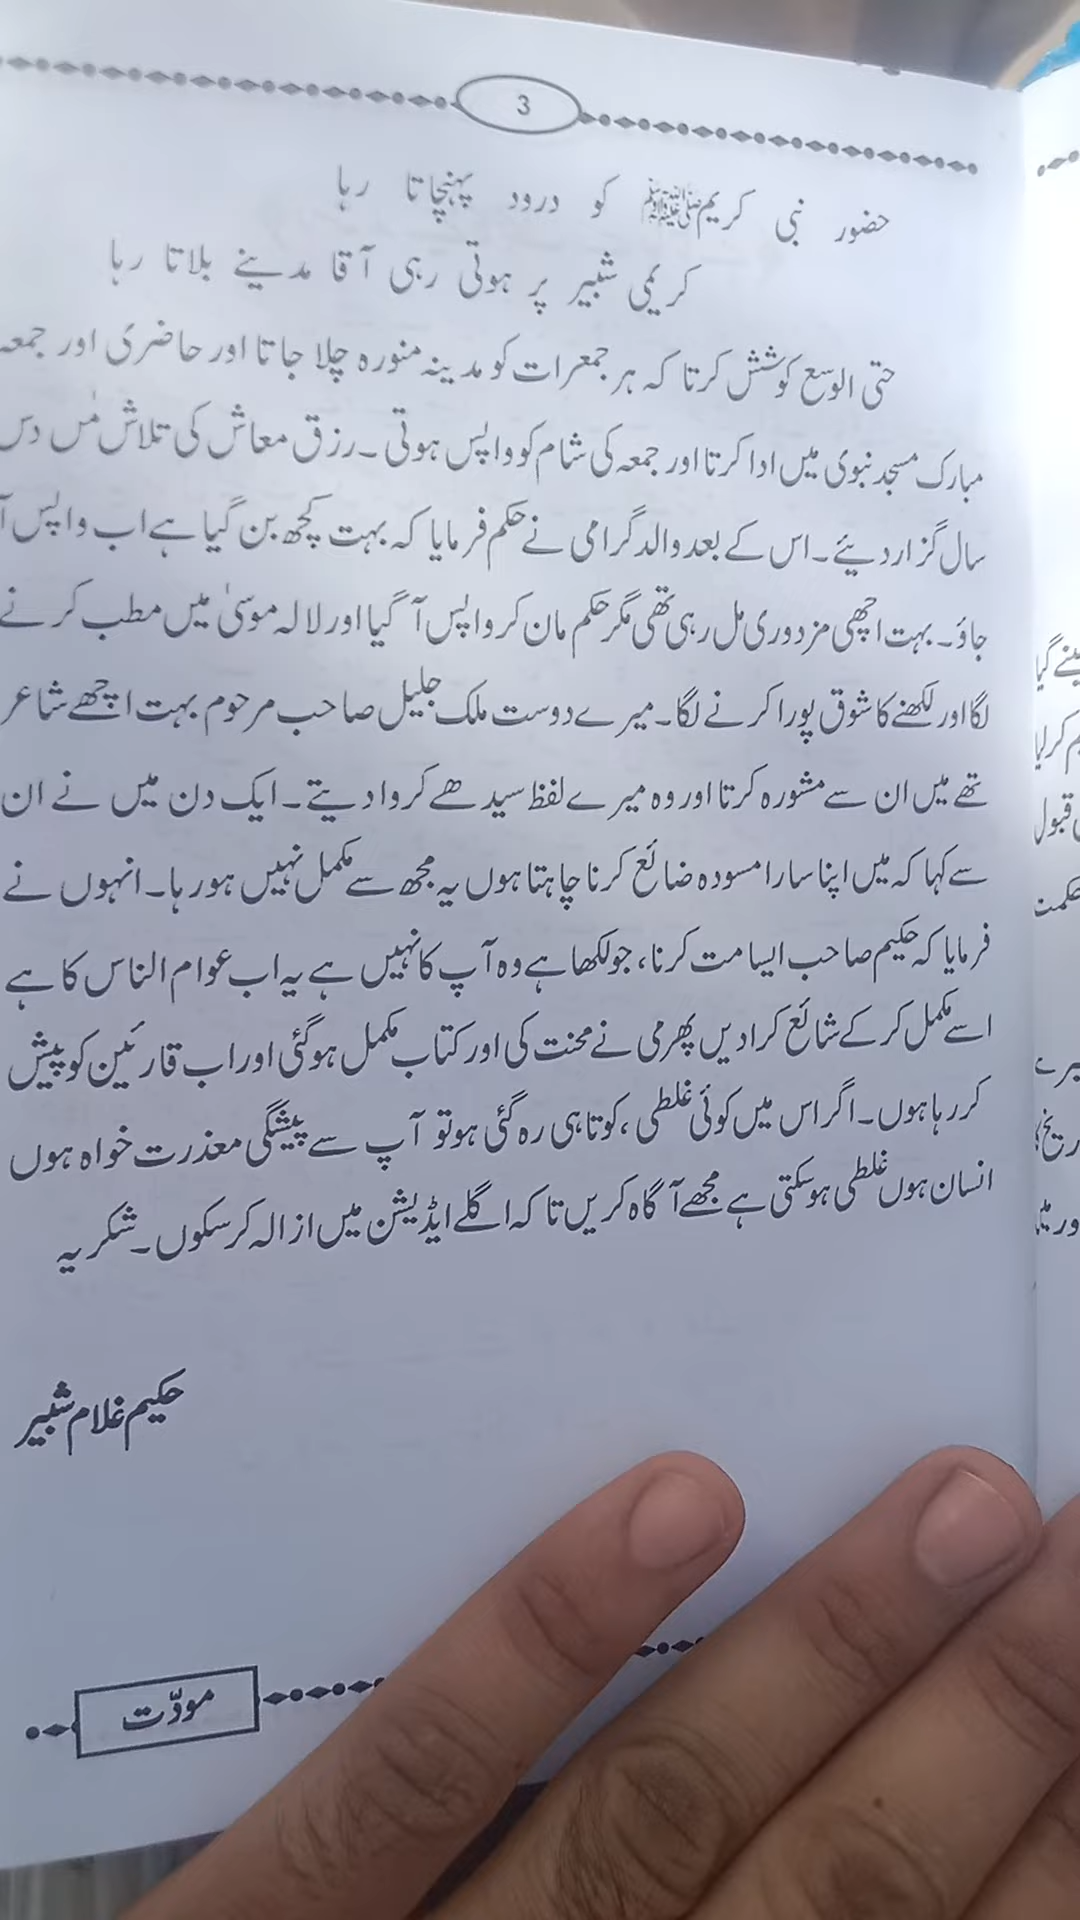 3
حضور نبی کریمﷺ کو درود پہنچاتا رہا
کریمی شبیر پر ہوتی رہی آقا مدینے بلاتا رہا
حتی الوسع کوشش کرتا کہ ہر جمعرات کو مدینہ منورہ چلا جاتا اور حاضری اور جمعہ
مبارک مسجد نبوی میں ادا کرتا اور جمعہ کی شام کو واپس ہوتی۔ رزق معاش کی تلاش مٰس دس
سال گزار دیئے۔ اس کے بعد والد گرامی نے حکم فرمایا کہ بہت کچھ بن گیا ہے اب واپس آ
جاؤ۔ بہت اچھی مزدوری مل رہی تھی مگر حکم مان کر واپس آ گیا اور لالہ موسیٰ میں مطب کرنے
لگا اور لکھنے کا شوق پورا کرنے لگا۔ میرے دوست ملک جلیل صاحب مرحوم بہت اچھے شاعر
تھے میں ان سے مشورہ کرتا اور وہ میرے لفظ سیدھے کروا دیتے۔ ایک دن میں نے ان
سے کہا کہ میں اپنا سارا مسودہ ضائع کرنا چاہتا ہوں یہ مجھ سے مکمل نہیں ہو رہا۔ انہوں نے
فرمایا کہ حکیم صاحب ایسا مت کرنا، جو لکھا ہے وہ آپ کا نہیں ہے یہ اب عوام الناس کا ہے
اسے مکمل کر کے شائع کرا دیں پھر می نے محنت کی اور کتاب مکمل ہو گئی اور اب قارئین کو پیش
کر رہا ہوں۔ اگر اس میں کوئی غلطی، کوتاہی رہ گئی ہو تو آپ سے پیشگی معذرت خواہ ہوں
انسان ہوں غلطی ہو سکتی ہے مجھے آگاہ کریں تا کہ اگلے ایڈیشن میں ازالہ کر سکوں۔ شکریہ
حکیم غلام شبیر
مودّت